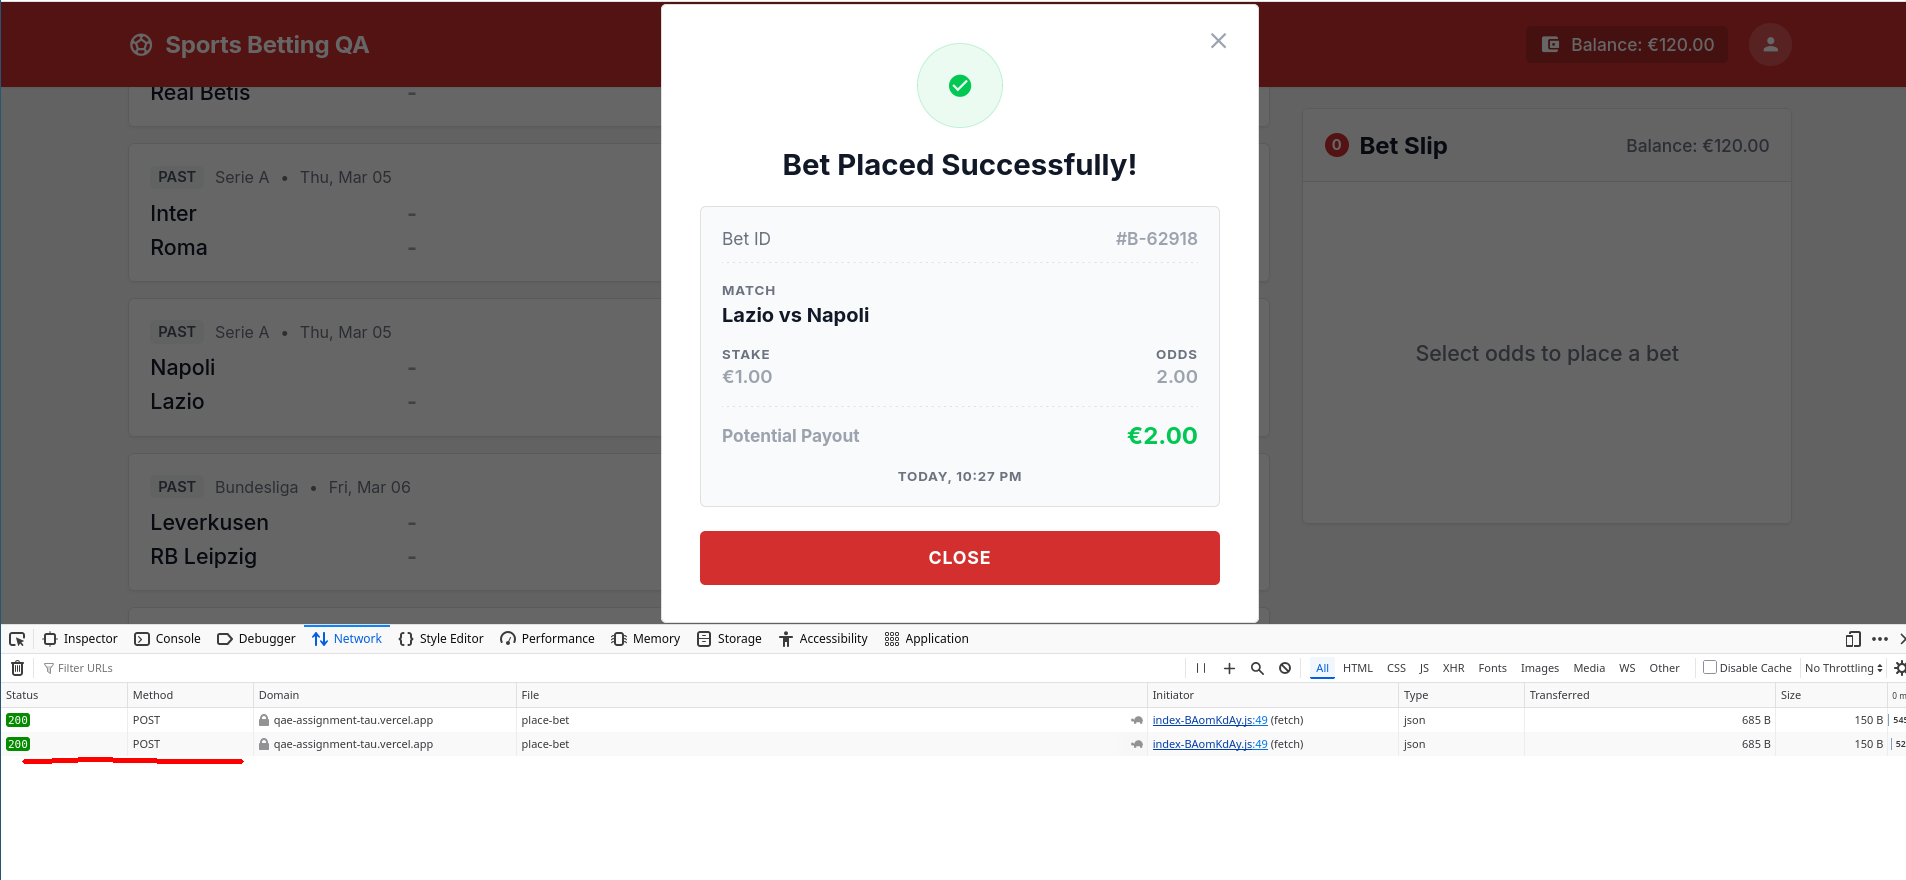 Sports Betting QA
Balance: €120.00
Real Betis -
PAST Serie A • Thu, Mar 05
Inter -
Roma -
PAST Serie A • Thu, Mar 05
Napoli -
Lazio -
PAST Bundesliga • Fri, Mar 06
Leverkusen -
RB Leipzig -
Bet Placed Successfully!
Bet ID #B-62918
MATCH
Lazio vs Napoli
STAKE ODDS
€1.00 2.00
Potential Payout €2.00
TODAY, 10:27 PM
CLOSE
0 Bet Slip Balance: €120.00
Select odds to place a bet
Inspector Console Debugger Network Style Editor Performance Memory Storage Accessibility Application
Filter URLs All HTML CSS JS XHR Fonts Images Media WS Other Disable Cache No Throttling
Status Method Domain File Initiator Type Transferred Size 0 m
200 POST qae-assignment-tau.vercel.app place-bet index-BAomKdAy.js:49 (fetch) json 685 B 150 B 545
200 POST qae-assignment-tau.vercel.app place-bet index-BAomKdAy.js:49 (fetch) json 685 B 150 B 52